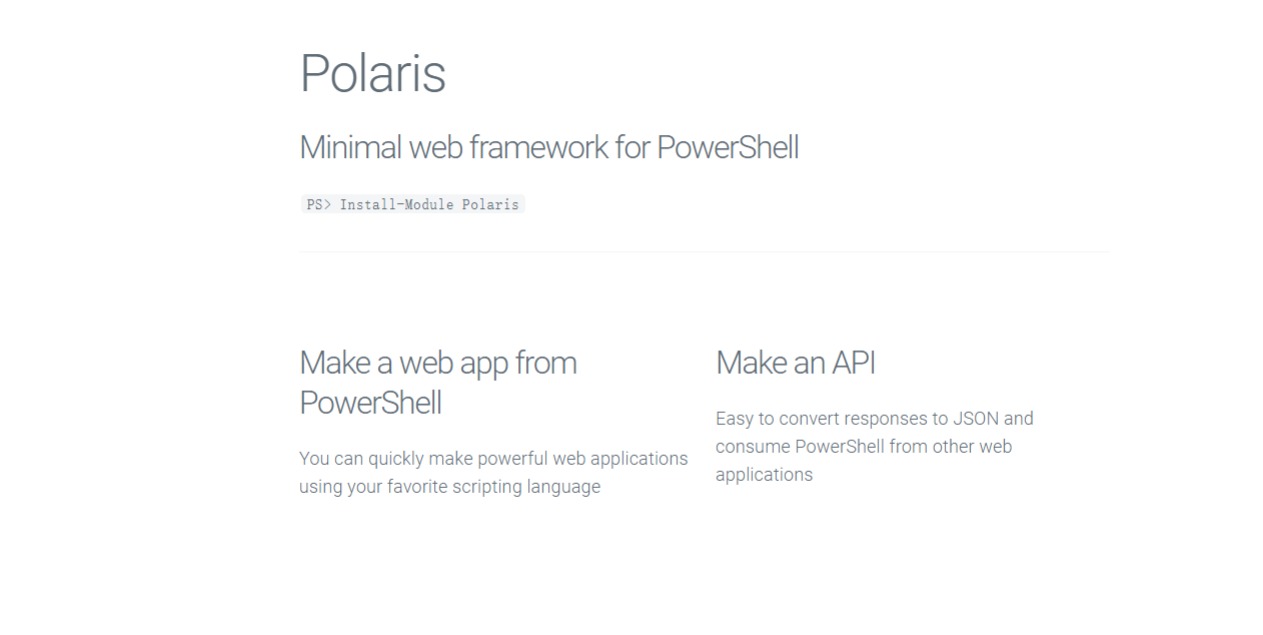 Polaris
Minimal web framework for PowerShell
PS> Install-Module Polaris
Make a web app from
PowerShell
You can quickly make powerful web applications
using your favorite scripting language
Make an API
Easy to convert responses to JSON and
consume PowerShell from other web
applications